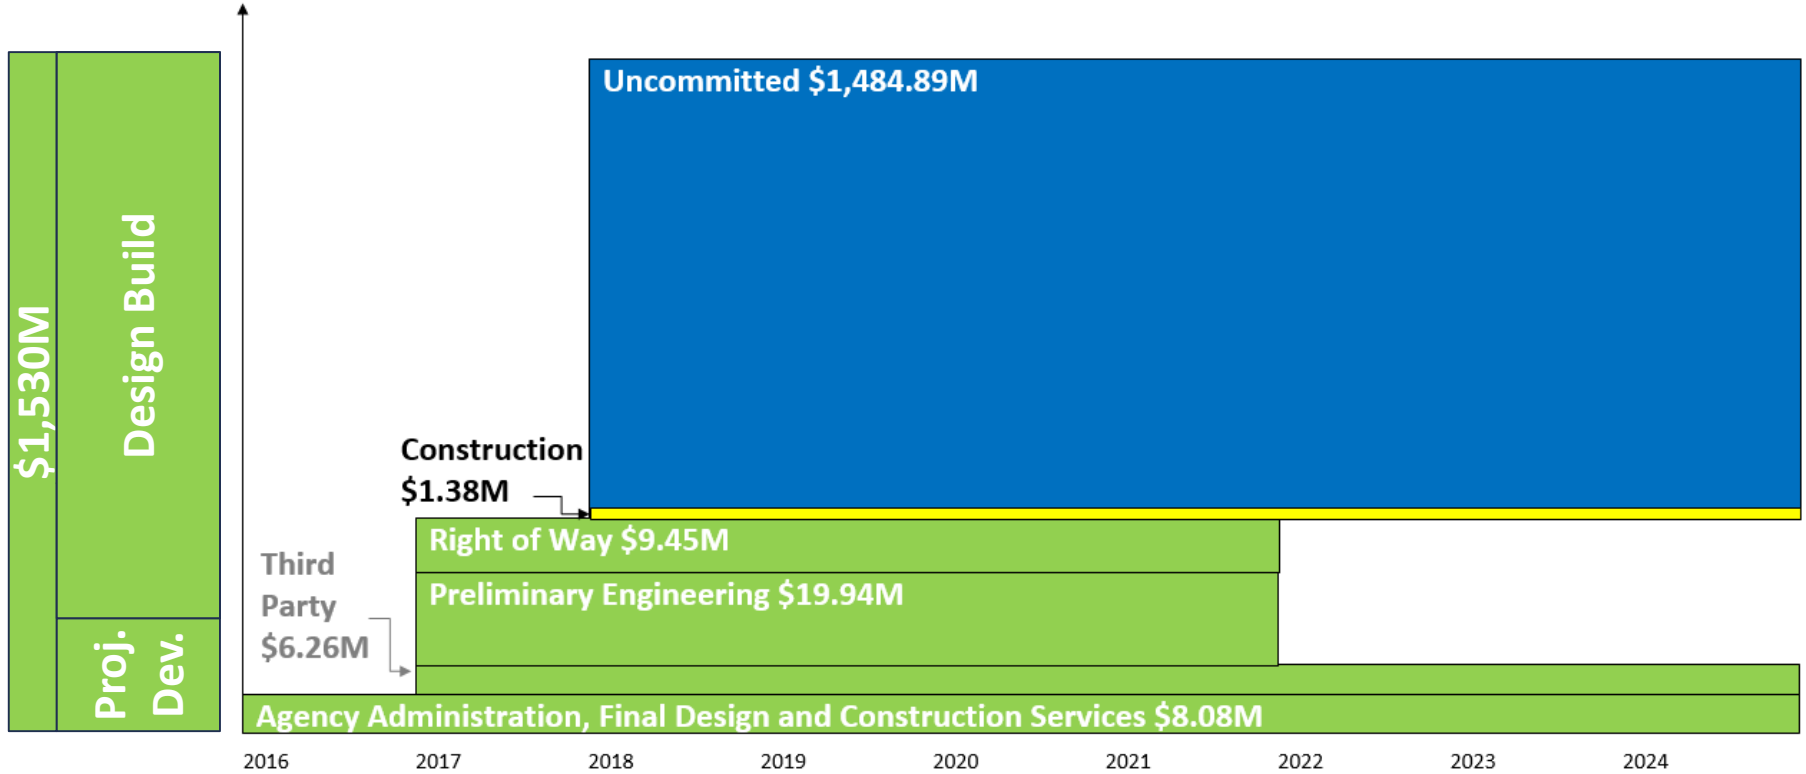 $1,530M
Design Build
Proj.
Dev.
Uncommitted $1,484.89M
Construction
$1.38M
Right of Way $9.45M
Third
Party
$6.26M
Preliminary Engineering $19.94M
Agency Administration, Final Design and Construction Services $8.08M
2016 2017 2018 2019 2020 2021 2022 2023 2024